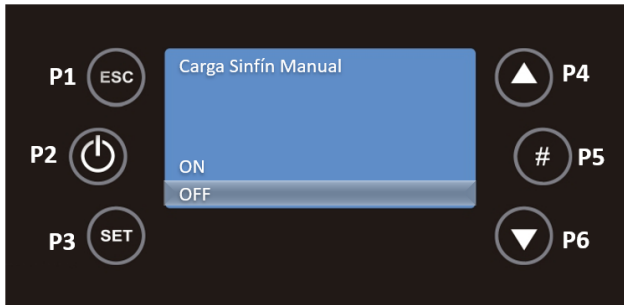 P1 ESC
Carga Sinfín Manual
P4
P2
# P5
ON
OFF
P3 SET
P6